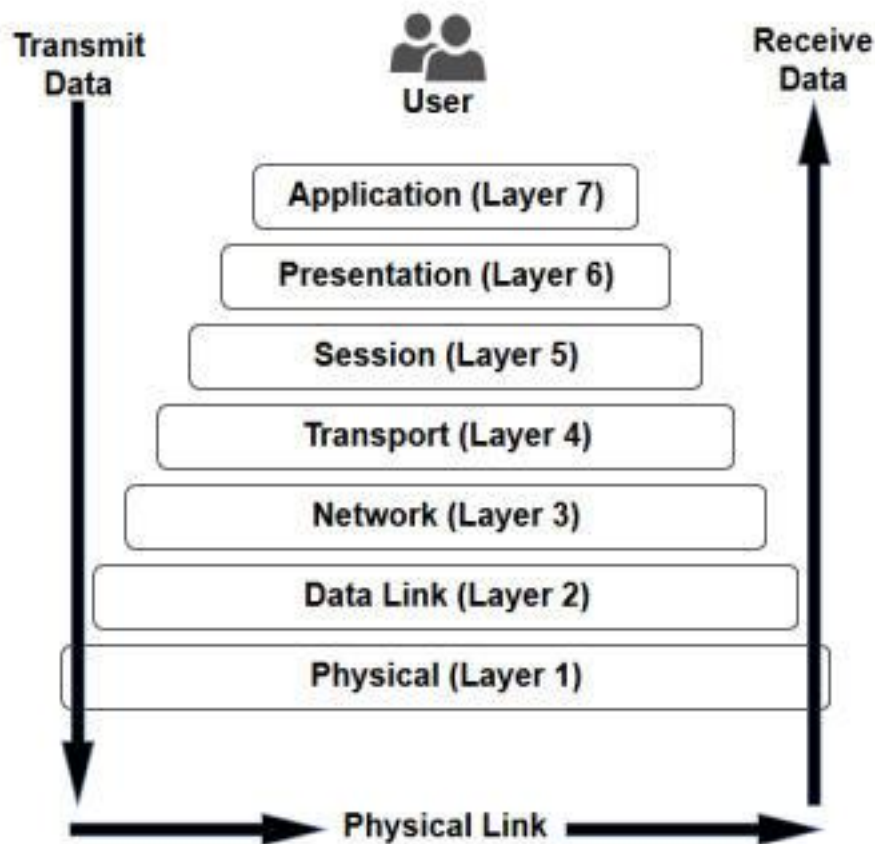 Transmit
Data
User
Receive
Data
Application (Layer 7)
Presentation (Layer 6)
Session (Layer 5)
Transport (Layer 4)
Network (Layer 3)
Data Link (Layer 2)
Physical (Layer 1)
Physical Link